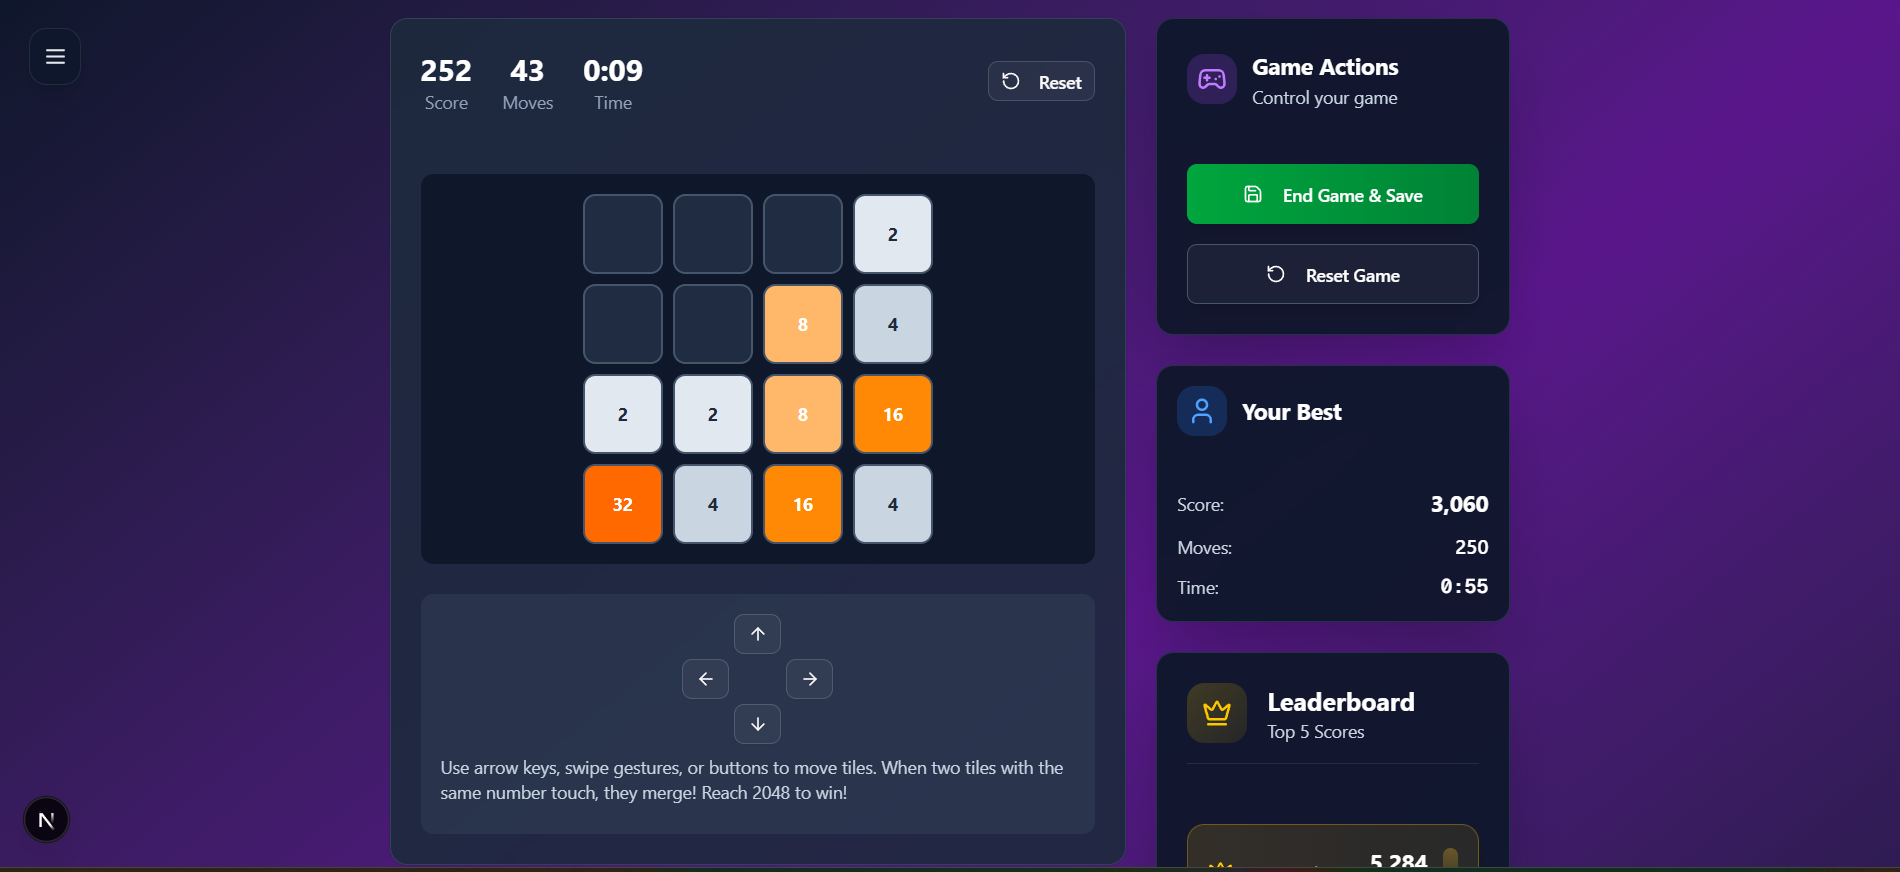 252 43 0:09
Score Moves Time
Reset
2
8 4
2 2 8 16
32 4 16 4
Use arrow keys, swipe gestures, or buttons to move tiles. When two tiles with the
same number touch, they merge! Reach 2048 to win!
N
Game Actions
Control your game
End Game & Save
Reset Game
Your Best
Score: 3,060
Moves: 250
Time: 0:55
Leaderboard
Top 5 Scores
5,284